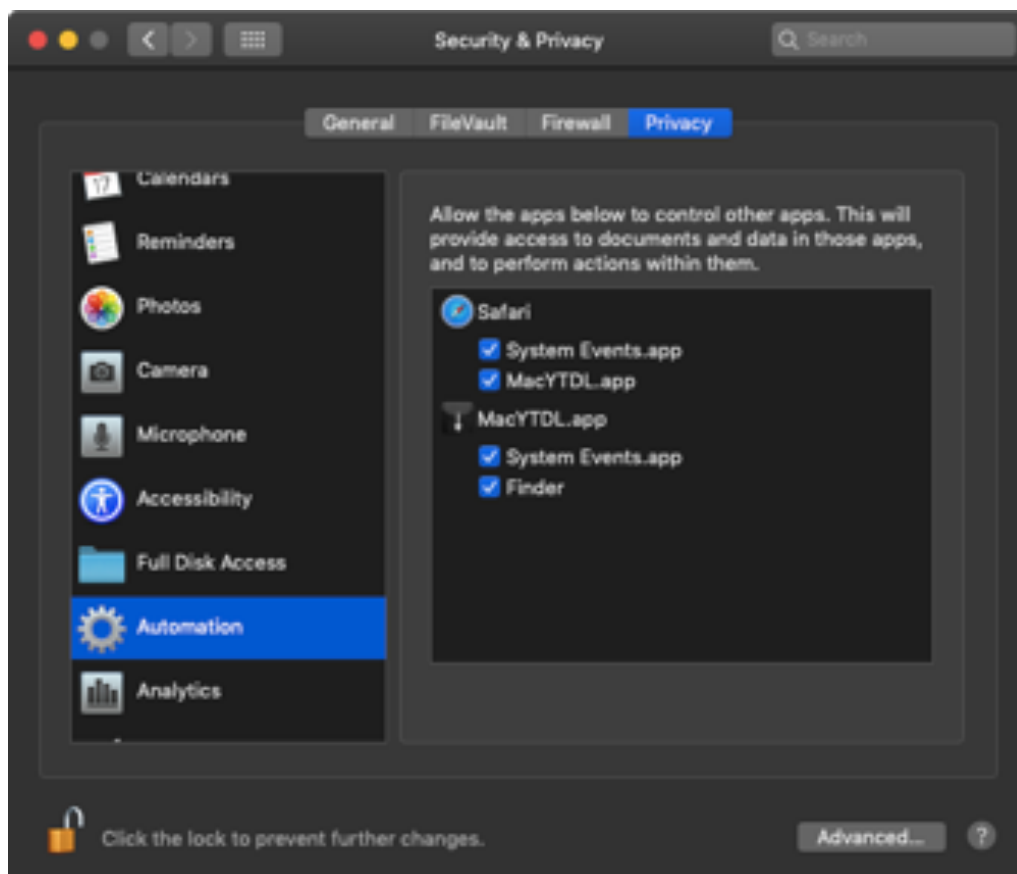 Security & Privacy
Search
General
FileVault
Firewall
Privacy
17
Calendars
Reminders
Photos
Camera
Microphone
Accessibility
Full Disk Access
Automation
Analytics
Allow the apps below to control other apps. This will
provide access to documents and data in those apps,
and to perform actions within them.
Safari
System Events.app
MacYTDL.app
MacYTDL.app
System Events.app
Finder
Click the lock to prevent further changes.
Advanced...
?